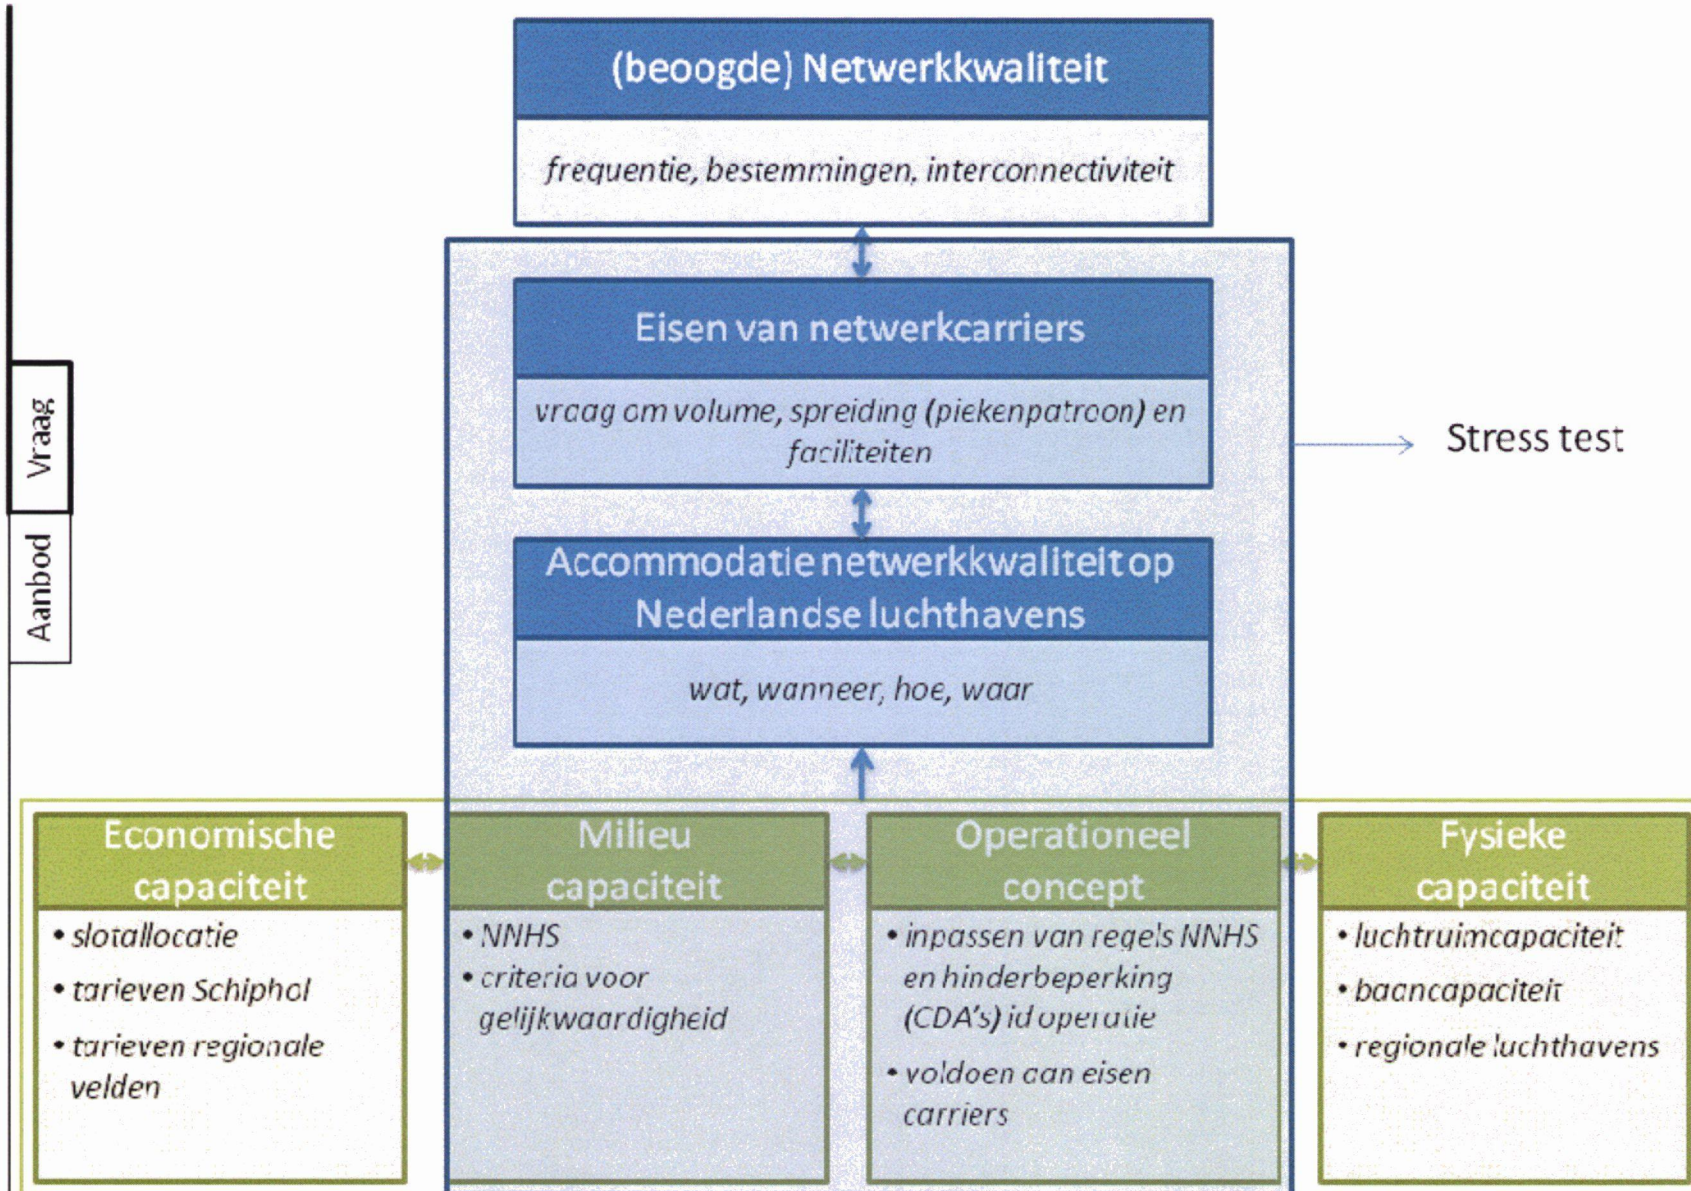 (beoogde) Netwerkkwaliteit
frequentie, bestemmingen, interconnectiviteit
Eisen van netwerkcarriers
vraag om volume, spreiding (piekenpatroon) en
faciliteiten
Stress test
Vraag
Aanbod
Accommodatie netwerkkwaliteit op
Nederlandse luchthavens
wat, wanneer, hoe, waar
Economische
capaciteit
• slotallocatie
• tarieven Schiphol
• tarieven regionale
velden
Milieu
capaciteit
• NNHS
• criteria voor
gelijkwaardigheid
Operationeel
concept
• inpassen van regels NNHS
en hinderbeperking
(CDA's) id operatie
• voldoen aan eisen
carriers
Fysieke
capaciteit
• luchtruimcapaciteit
• baancapaciteit
• regionale luchthavens